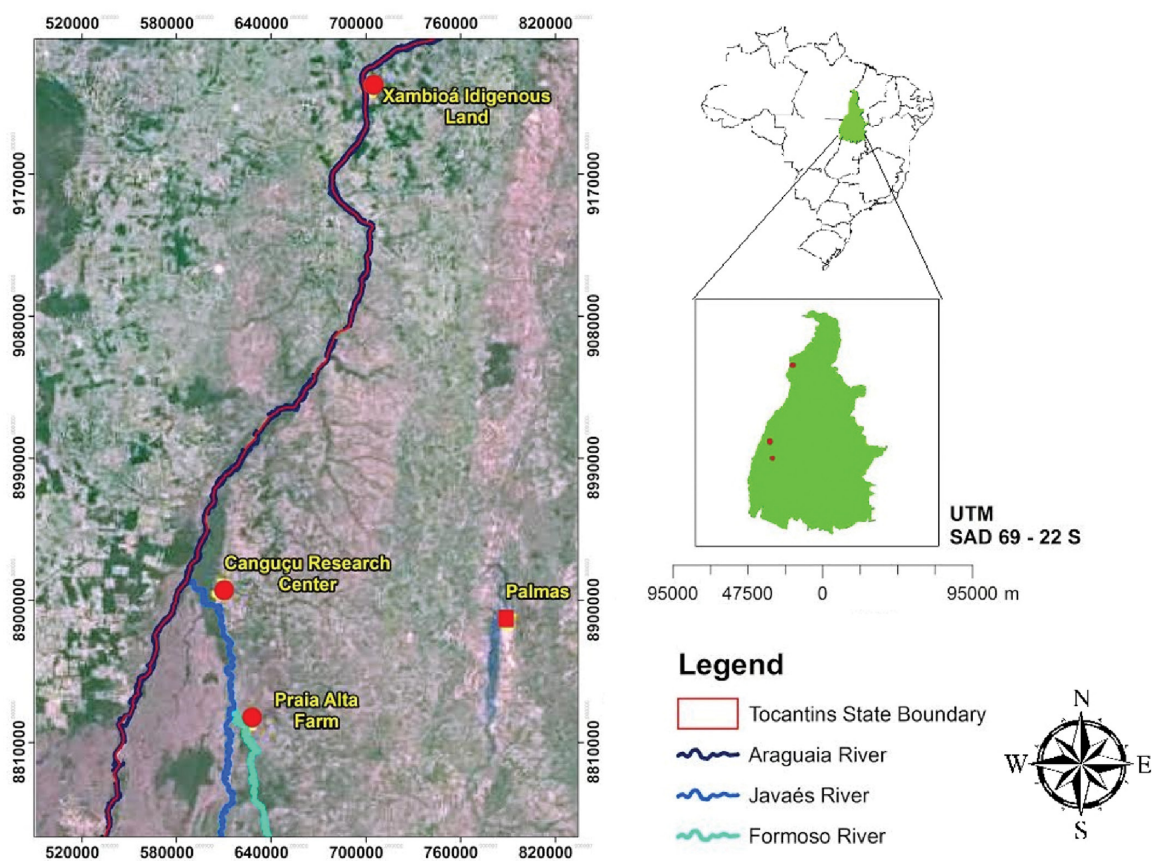 520000 580000 640000 700000 7600000 820000
Xambioá Idigenous
Land
9170000
9170000
9080000
9080000
8990000
8990000
Canguçu Research
Center
Palmas
8900000
8900000
Praia Alta
Farm
8810000
8810000
520000 580000 640000 700000 760000 820000
UTM
SAD 69 - 22 S
95000 47500 0 95000 m
Legend
Tocantins State Boundary
Araguaia River
Javaés River
Formoso River
N
W E
S